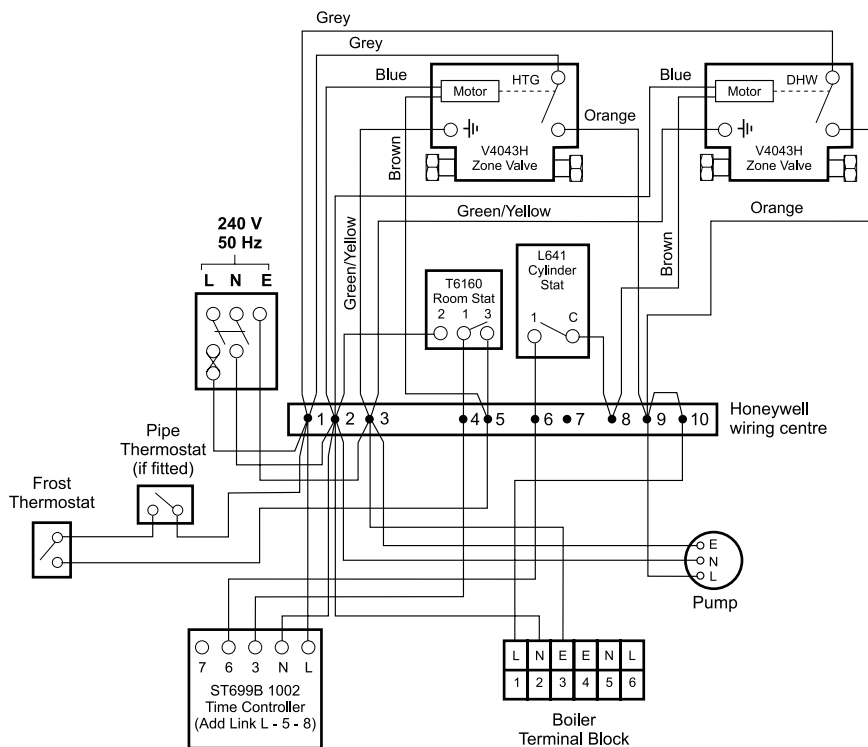 Grey
Grey
Blue
HTG
Motor
Orange
V4043H
Zone Valve
Brown
Blue
DHW
Motor
V4043H
Zone Valve
Green/Yellow
Green/Yellow
Orange
Brown
240 V
50 Hz
L N E
T6160
Room Stat
2 1 3
L641
Cylinder
Stat
1 C
1 2 3 4 5 6 7 8 9 10
Honeywell
wiring centre
Pipe
Thermostat
(if fitted)
Frost
Thermostat
E
N
L
Pump
7 6 3 N L
ST699B 1002
Time Controller
(Add Link L - 5 - 8)
L N E E N L
1 2 3 4 5 6
Boiler
Terminal Block